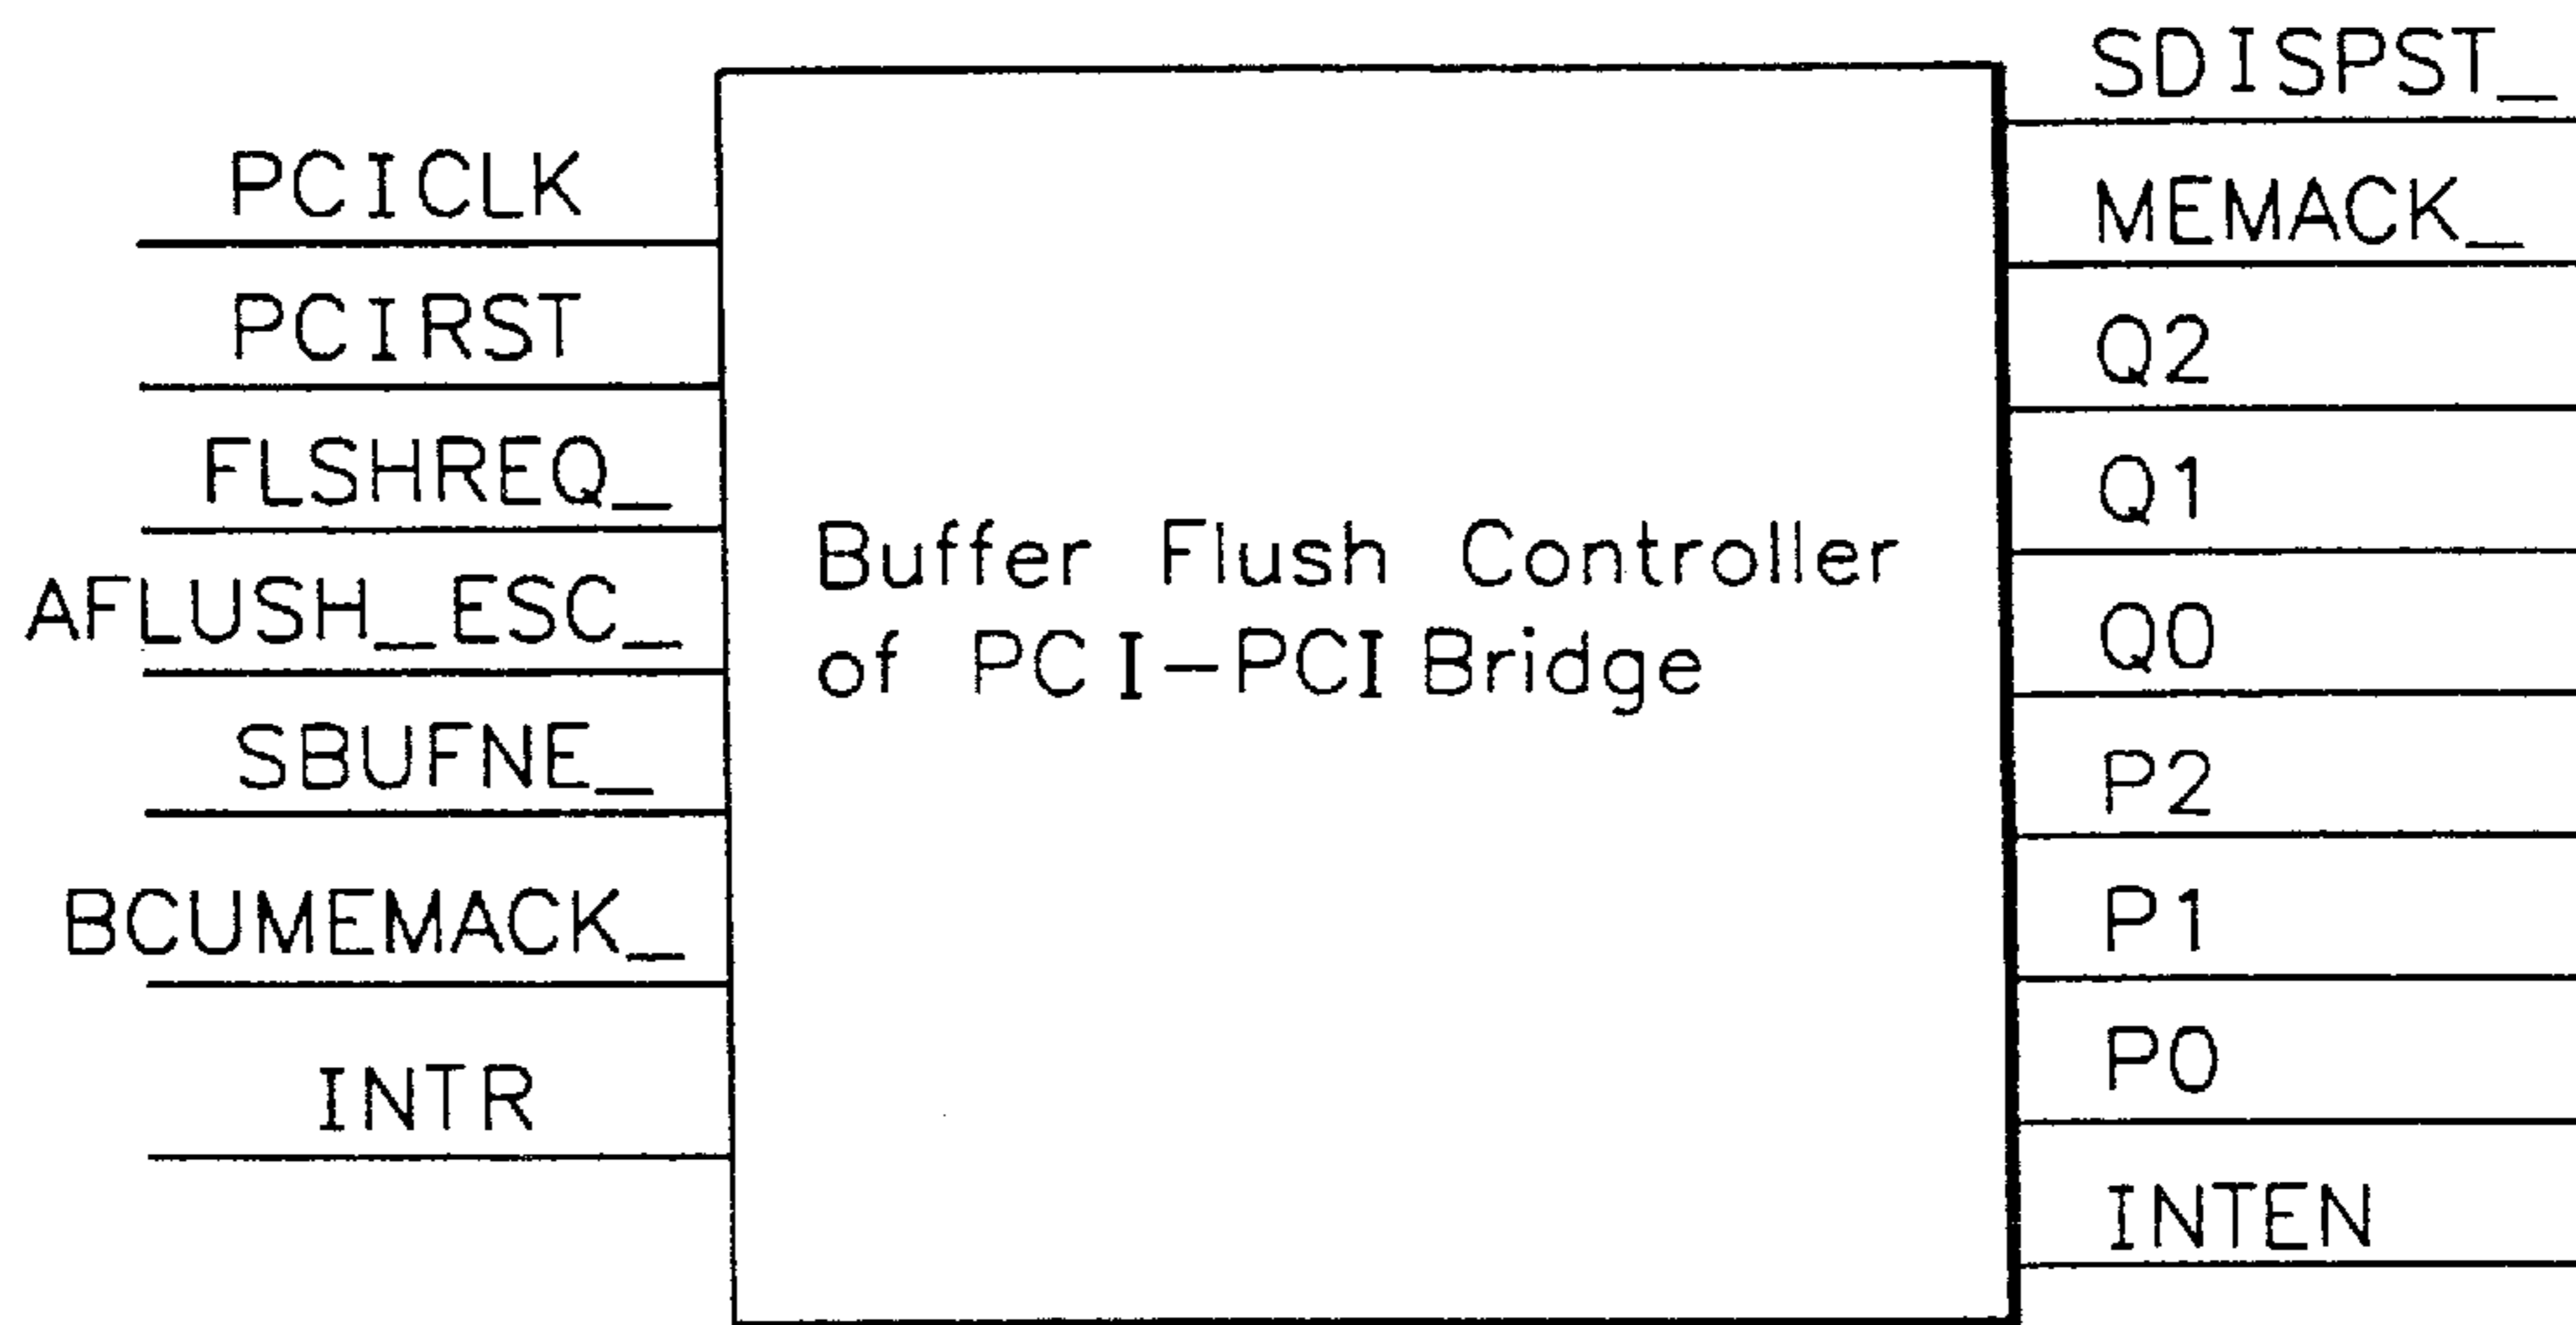 PCICLK
PCIRST
FLSHREQ_
AFLUSH_ESC_
SBUFNE_
BCUMEMACK_
INTR
Buffer Flush Controller
of PCI-PCI Bridge
SDISPST_
MEMACK_
Q2
Q1
Q0
P2
P1
P0
INTEN